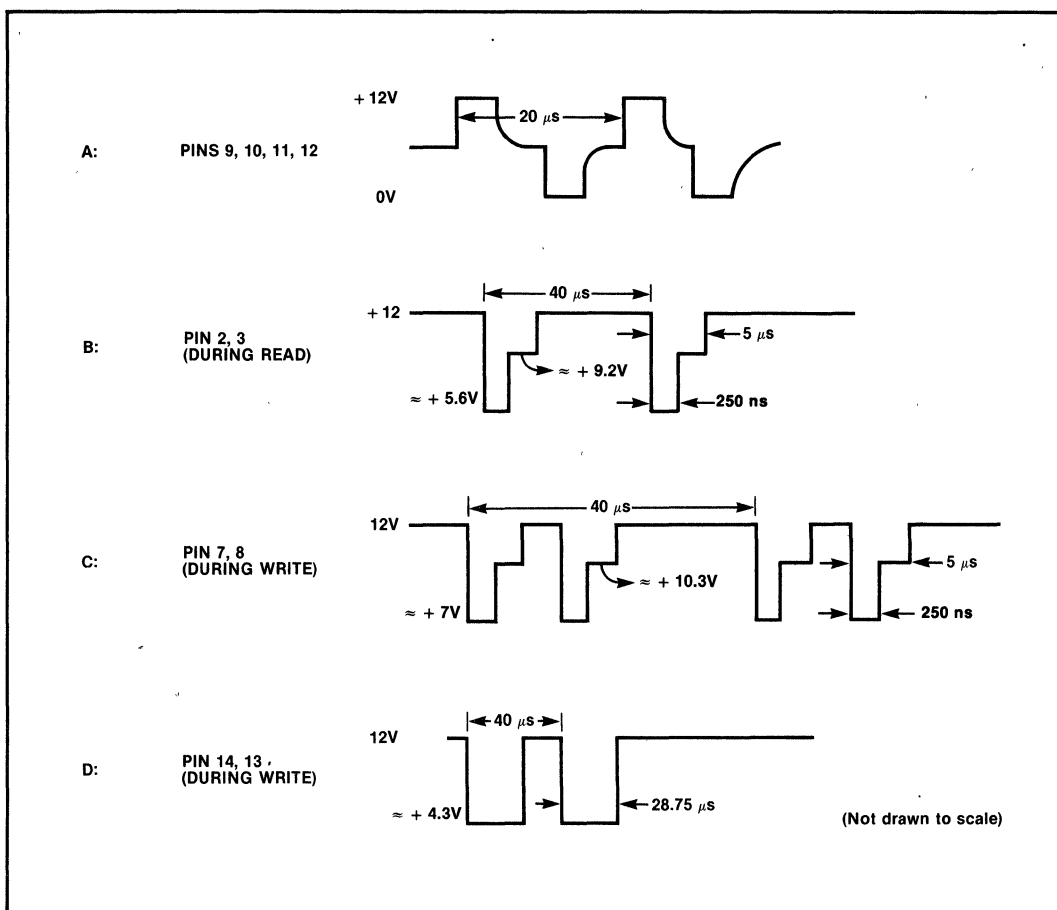 + 12V
20 μs
A: PINS 9, 10, 11, 12
0V
40 μs
+ 12
5 μs
B: PIN 2, 3
(DURING READ)
≈ + 9.2V
≈ + 5.6V
250 ns
40 μs
12V
5 μs
C: PIN 7, 8
(DURING WRITE)
≈ + 10.3V
≈ + 7V
250 ns
40 μs
12V
D: PIN 14, 13
(DURING WRITE)
28.75 μs
≈ + 4.3V
(Not drawn to scale)